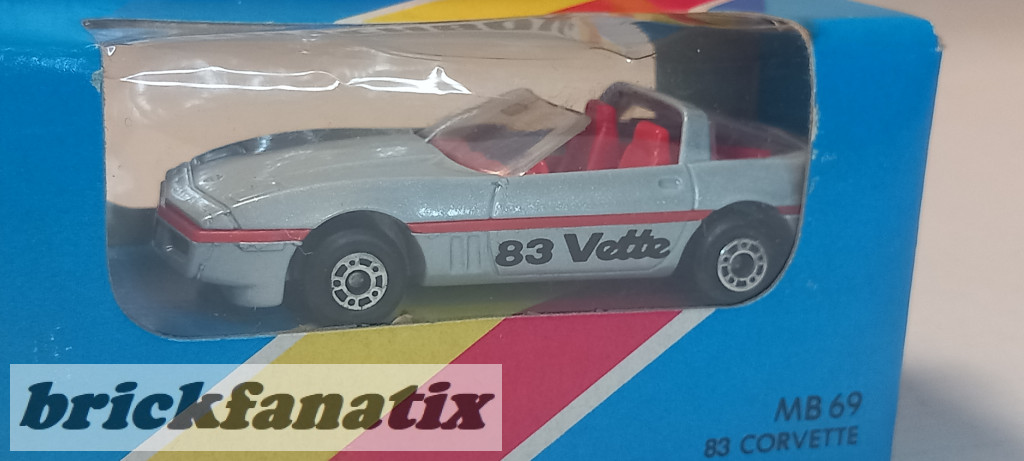 83 Vette
brickfanatix
MB 69
83 CORVETTE